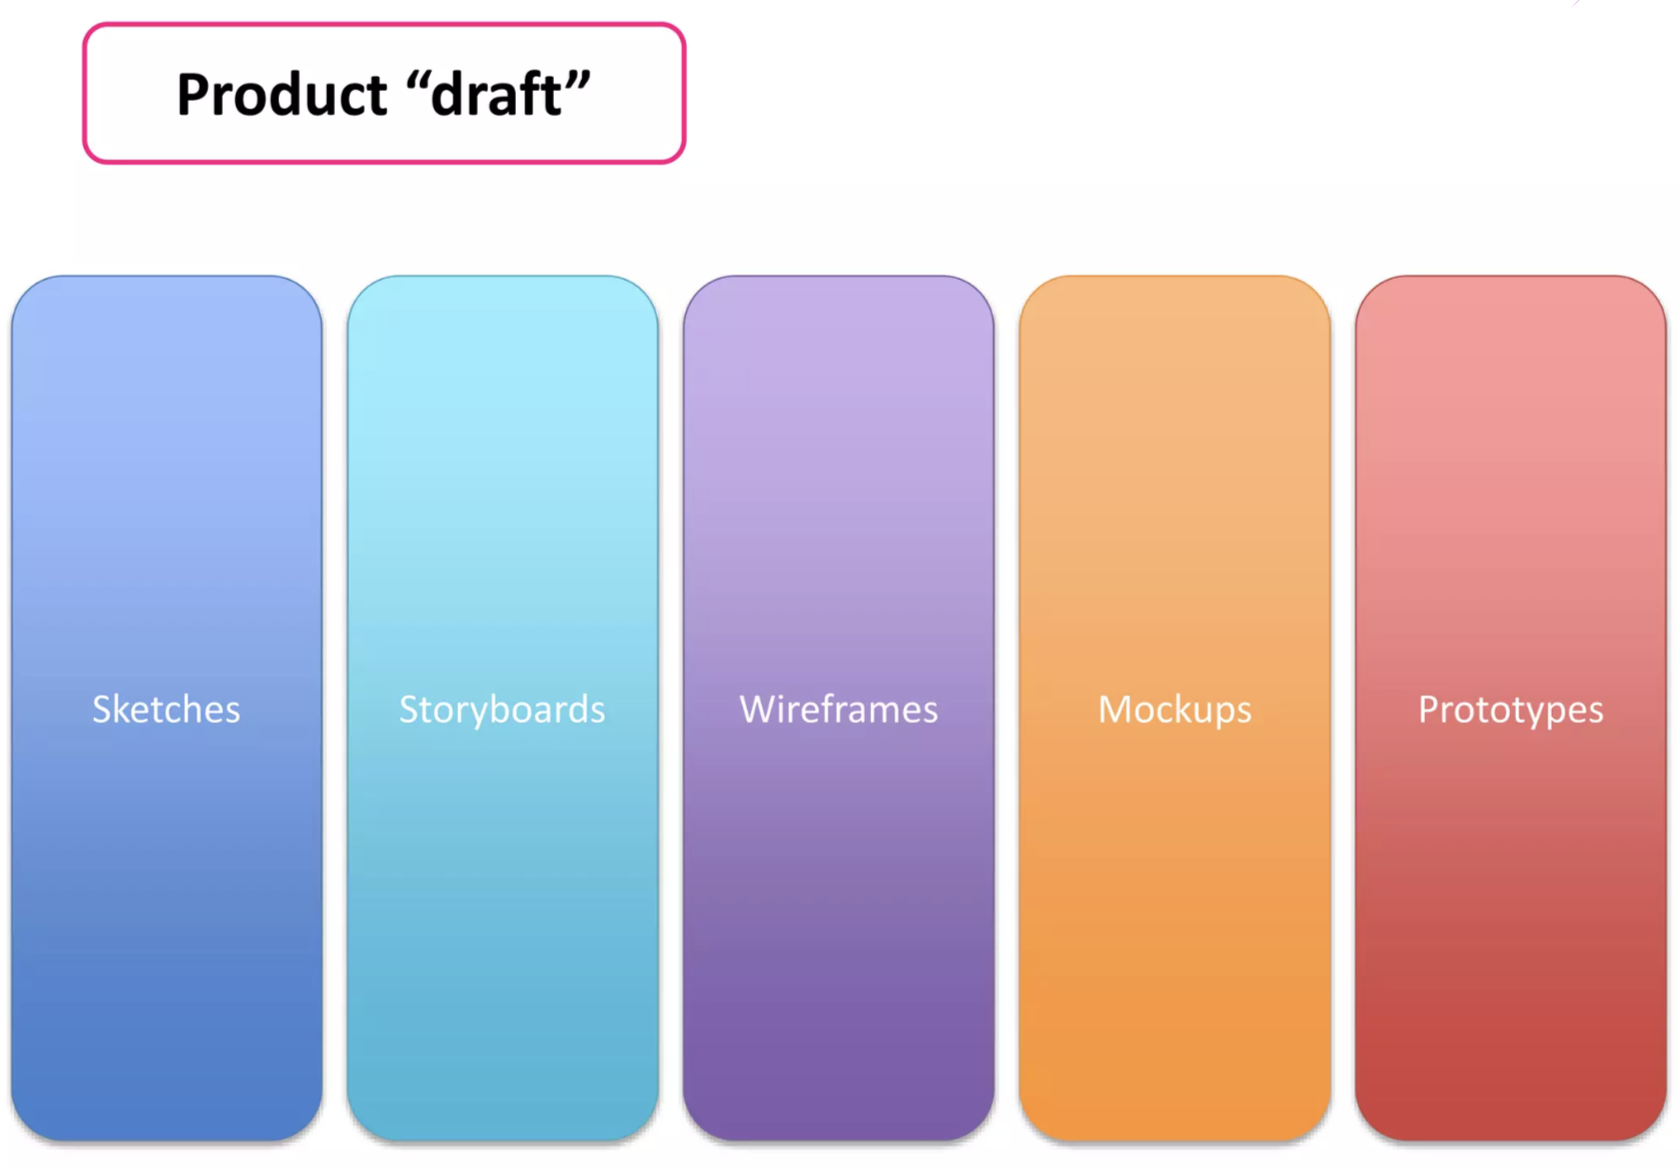 Product “draft”
Sketches
Storyboards
Wireframes
Mockups
Prototypes